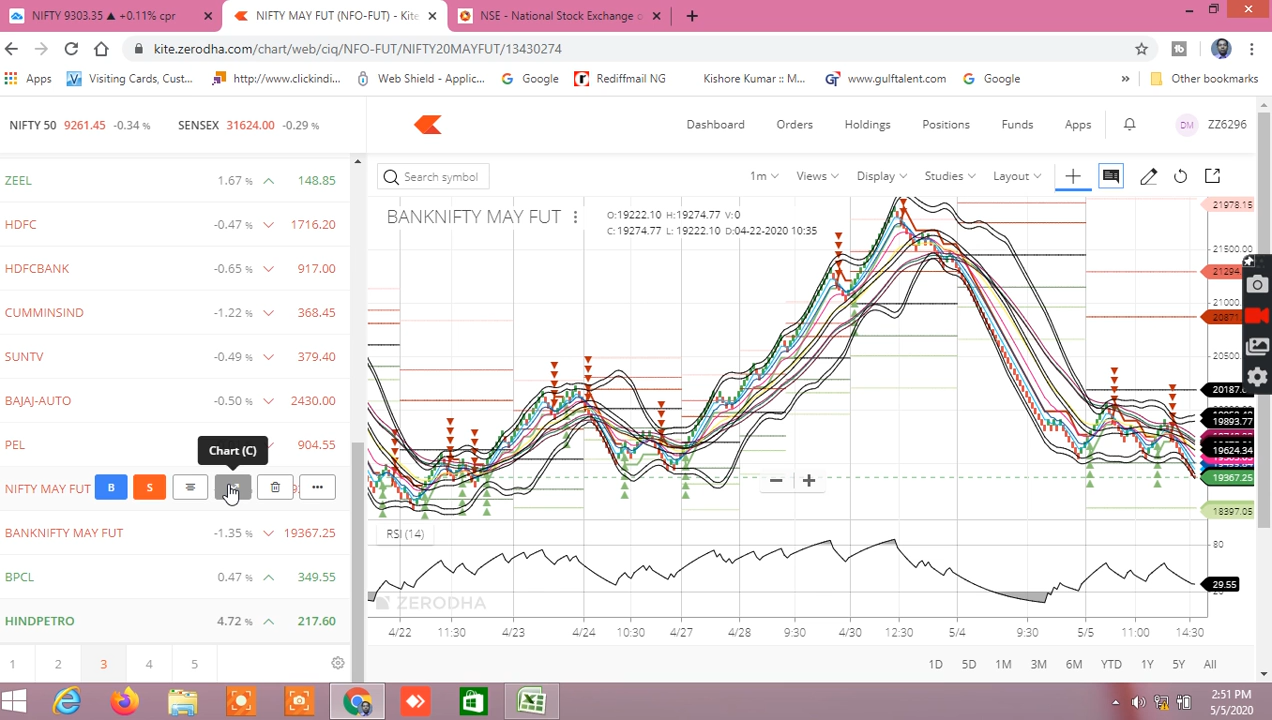 NIFTY 9303.35 ▲ +0.11% cpr
NIFTY MAY FUT (NFO-FUT) - Kite
NSE - National Stock Exchange o
kite.zerodha.com/chart/web/ciq/NFO-FUT/NIFTY20MAYFUT/13430274
Apps
Visiting Cards, Cust...
http://www.clickindi...
Web Shield - Applic...
Google
Rediffmail NG
Kishore Kumar :: M...
www.gulftalent.com
Google
»
Other bookmarks
NIFTY 50 9261.45 -0.34 %
SENSEX 31624.00 -0.29 %
Dashboard
Orders
Holdings
Positions
Funds
Apps
DM
ZZ6296
ZEEL 1.67 % 148.85
HDFC -0.47 % 1716.20
HDFCBANK -0.65 % 917.00
CUMMINSIND -1.22 % 368.45
SUNTV -0.49 % 379.40
BAJAJ-AUTO -0.50 % 2430.00
PEL 904.55
Chart (C)
NIFTY MAY FUT B S
BANKNIFTY MAY FUT -1.35 % 19367.25
BPCL 0.47 % 349.55
HINDPETRO 4.72 % 217.60
1 2 3 4 5
Search symbol
1m
Views
Display
Studies
Layout
BANKNIFTY MAY FUT
O:19222.10 H:19274.77 V:0
C:19274.77 L: 19222.10 D:04-22-2020 10:35
21978.15
21500.00
21294.
21000.
20871.
20500.
20187.
19893.77
19624.34
19367.25
18397.05
RSI (14)
80
29.55
ZERODHA
4/22 11:30 4/23 4/24 10:30 4/27 4/28 9:30 4/30 12:30 5/4 9:30 5/5 11:00 14:30
1D 5D 1M 3M 6M YTD 1Y 5Y All
2:51 PM
5/5/2020